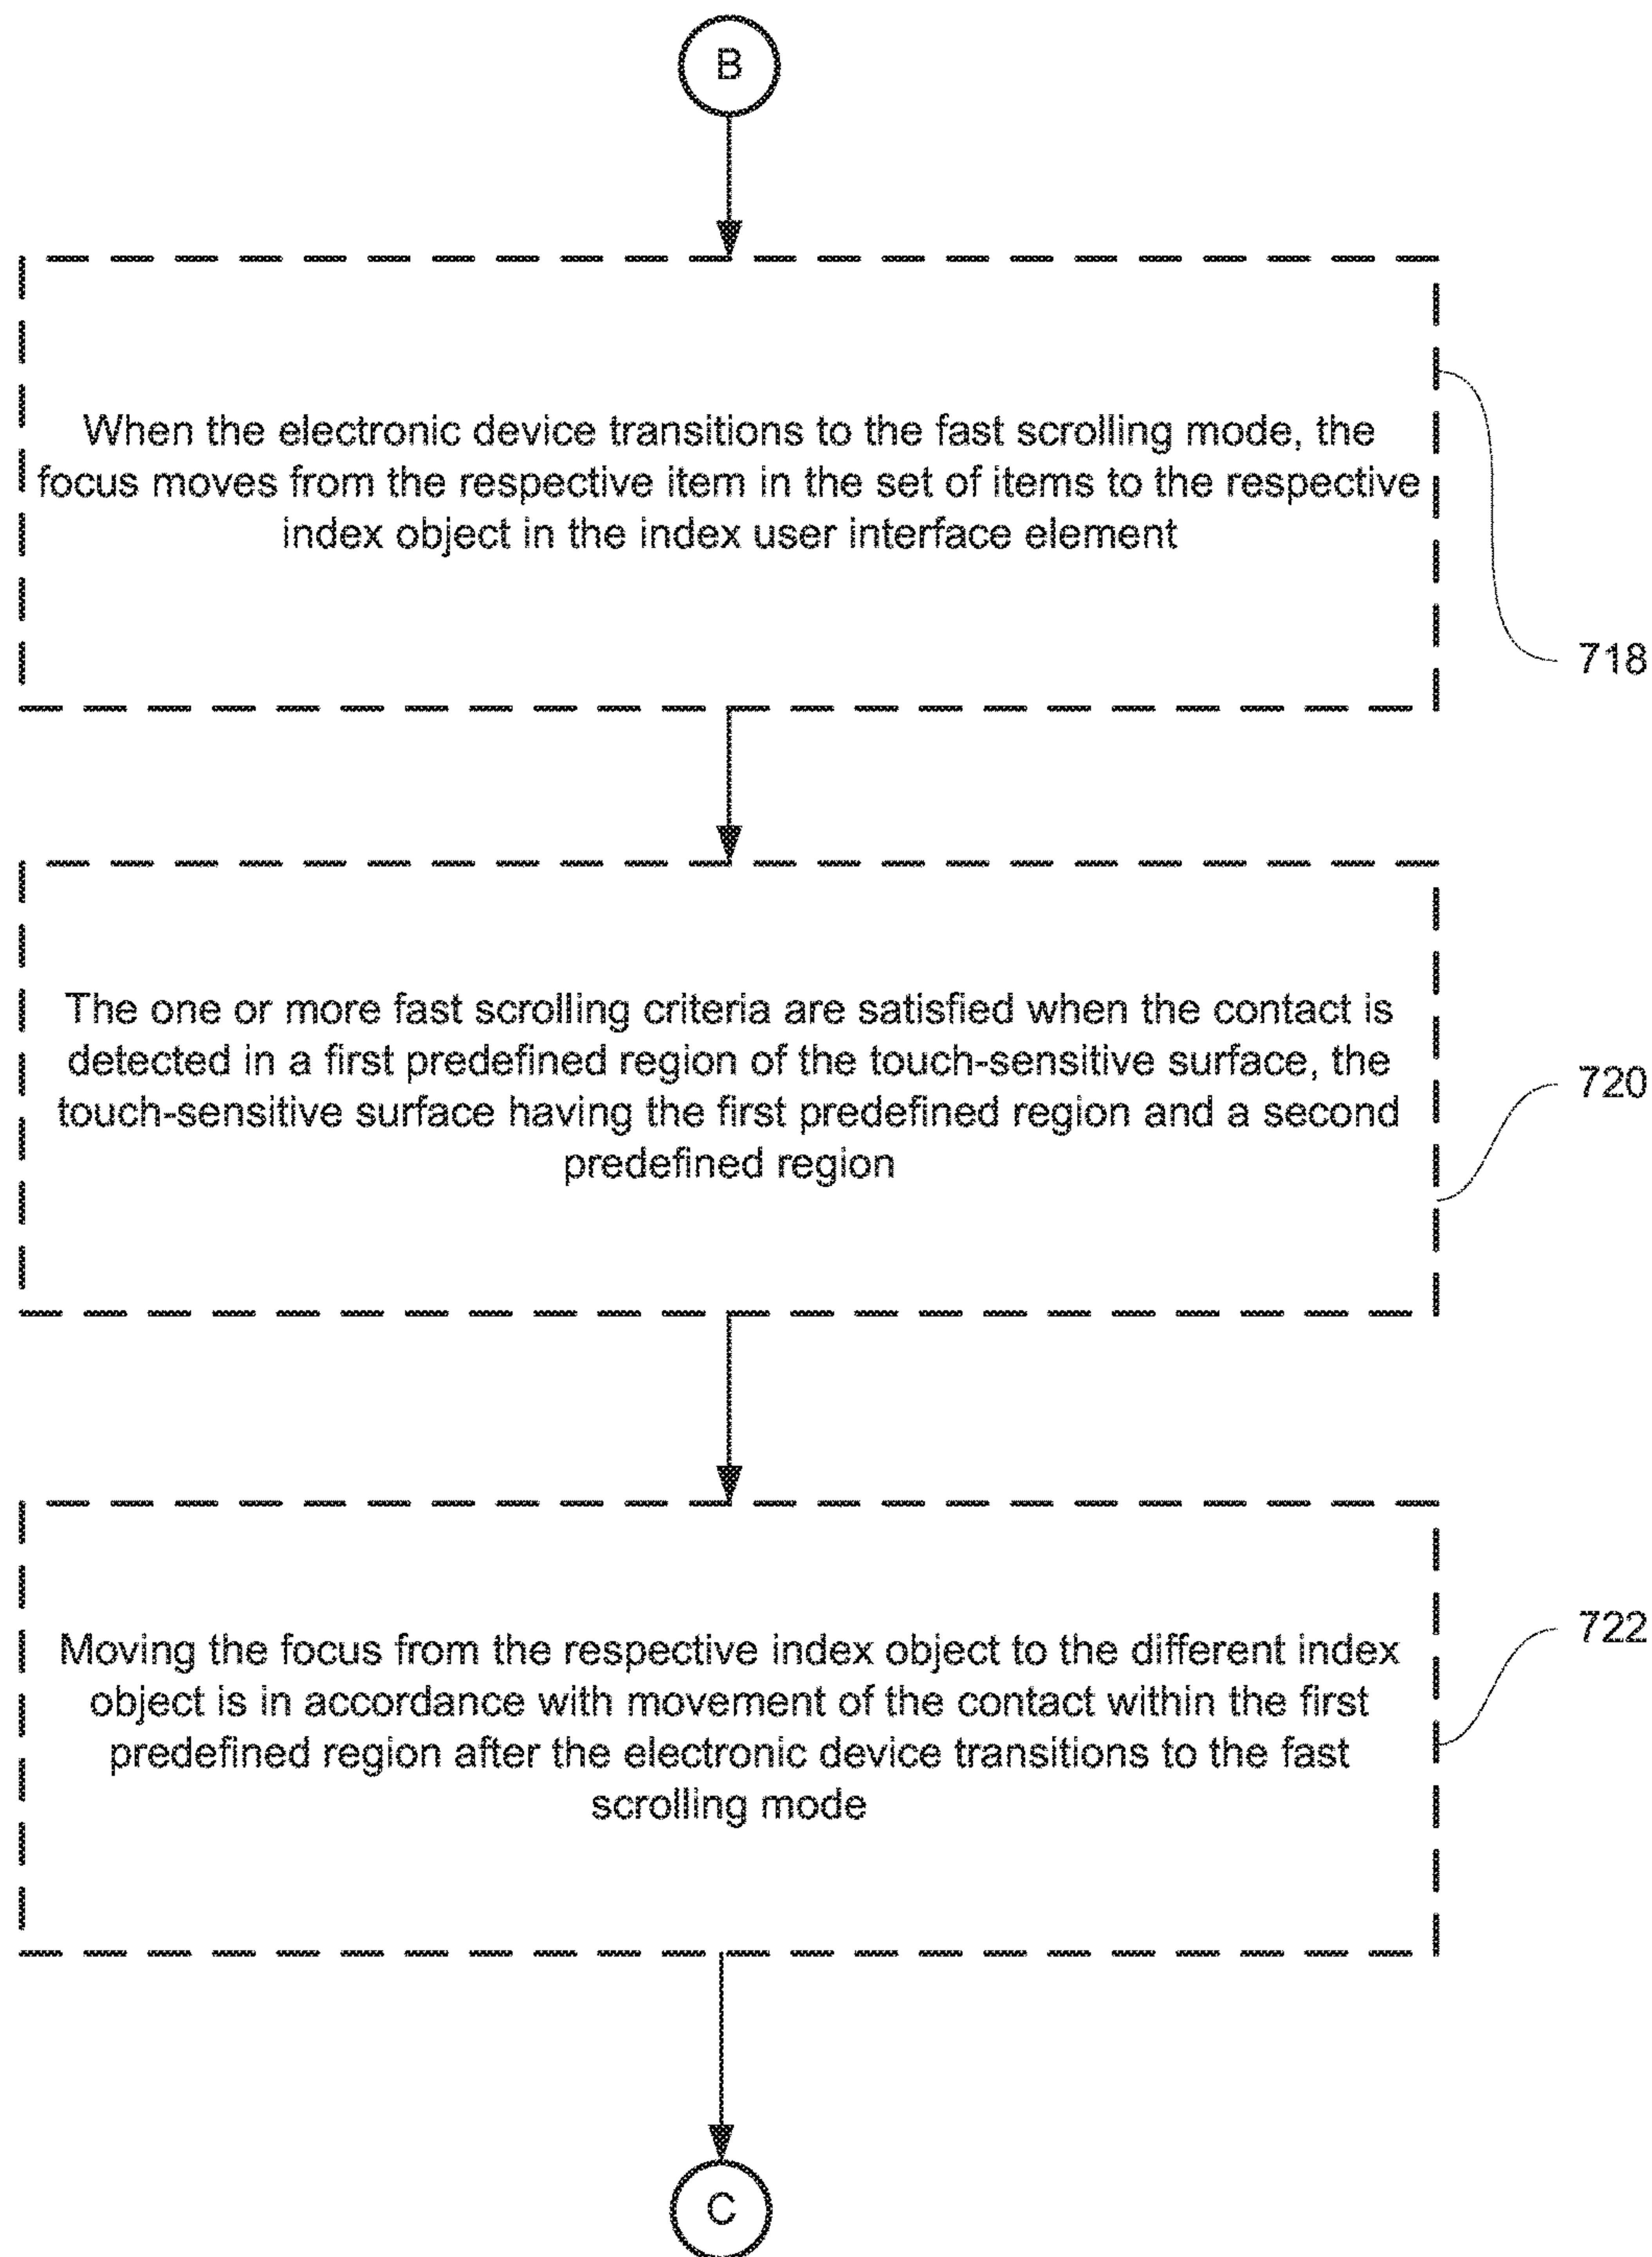 B
When the electronic device transitions to the fast scrolling mode, the
focus moves from the respective item in the set of items to the respective
index object in the index user interface element
718
The one or more fast scrolling criteria are satisfied when the contact is
detected in a first predefined region of the touch-sensitive surface, the
touch-sensitive surface having the first predefined region and a second
predefined region
720
Moving the focus from the respective index object to the different index
object is in accordance with movement of the contact within the first
predefined region after the electronic device transitions to the fast
scrolling mode
722
C